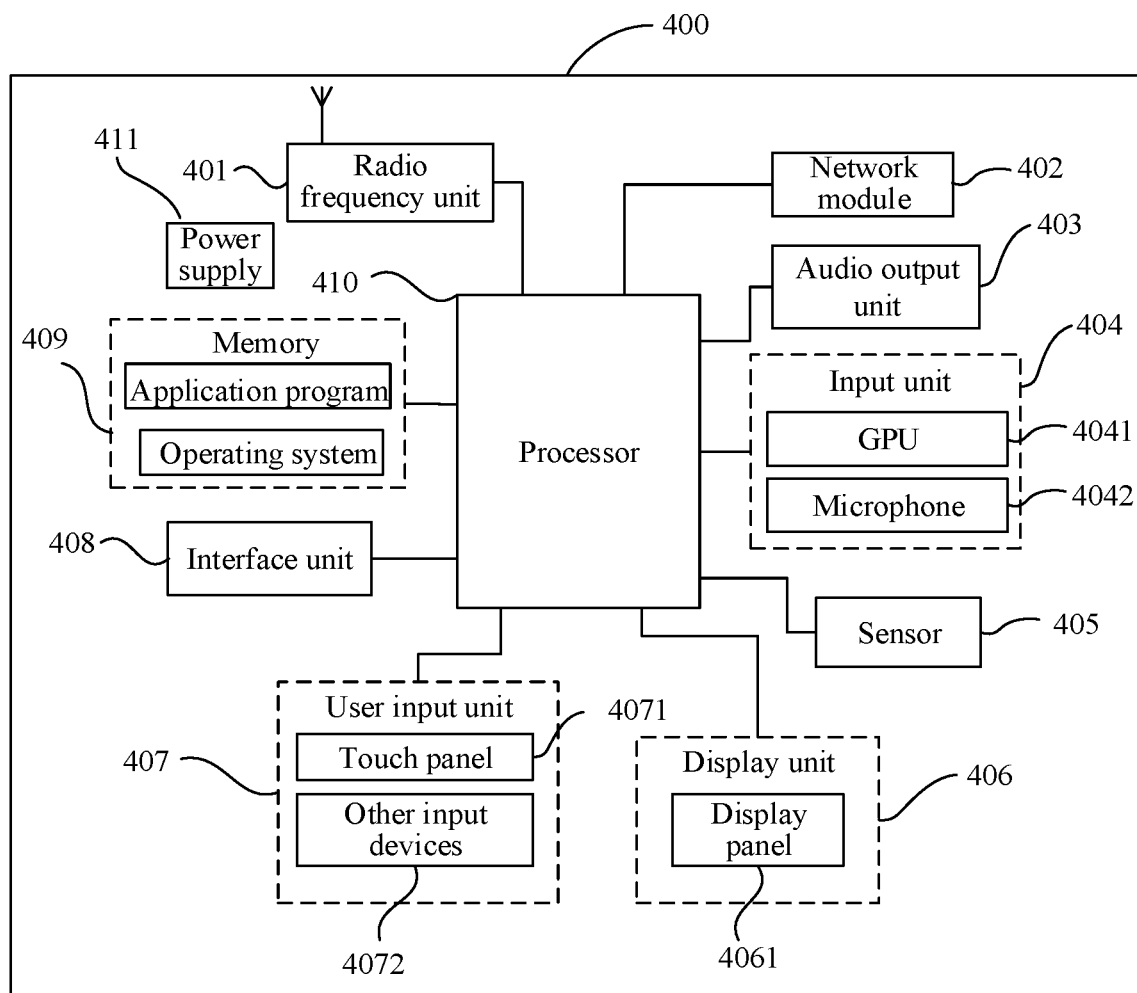 400
411
401
Radio
frequency unit
Network
module
402
Power
supply
403
410
Audio output
unit
409
Memory
Application program
Operating system
404
Input unit
GPU
4041
Microphone
4042
Processor
408
Interface unit
Sensor
405
User input unit
4071
407
Touch panel
Other input
devices
4072
Display unit
406
Display
panel
4061